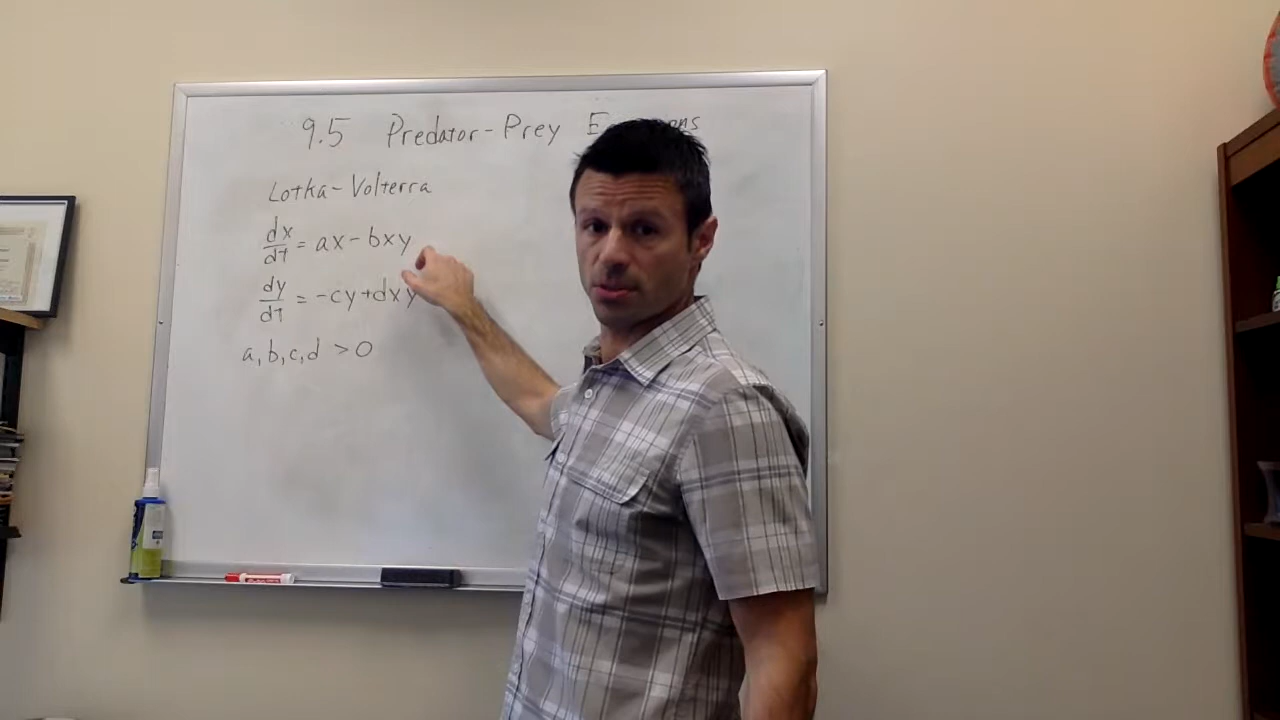 9.5 Predator-Prey
Lotka-Volterra
dx/dt = ax - bxy
dy/dt = -cy + dxy
a, b, c, d > 0